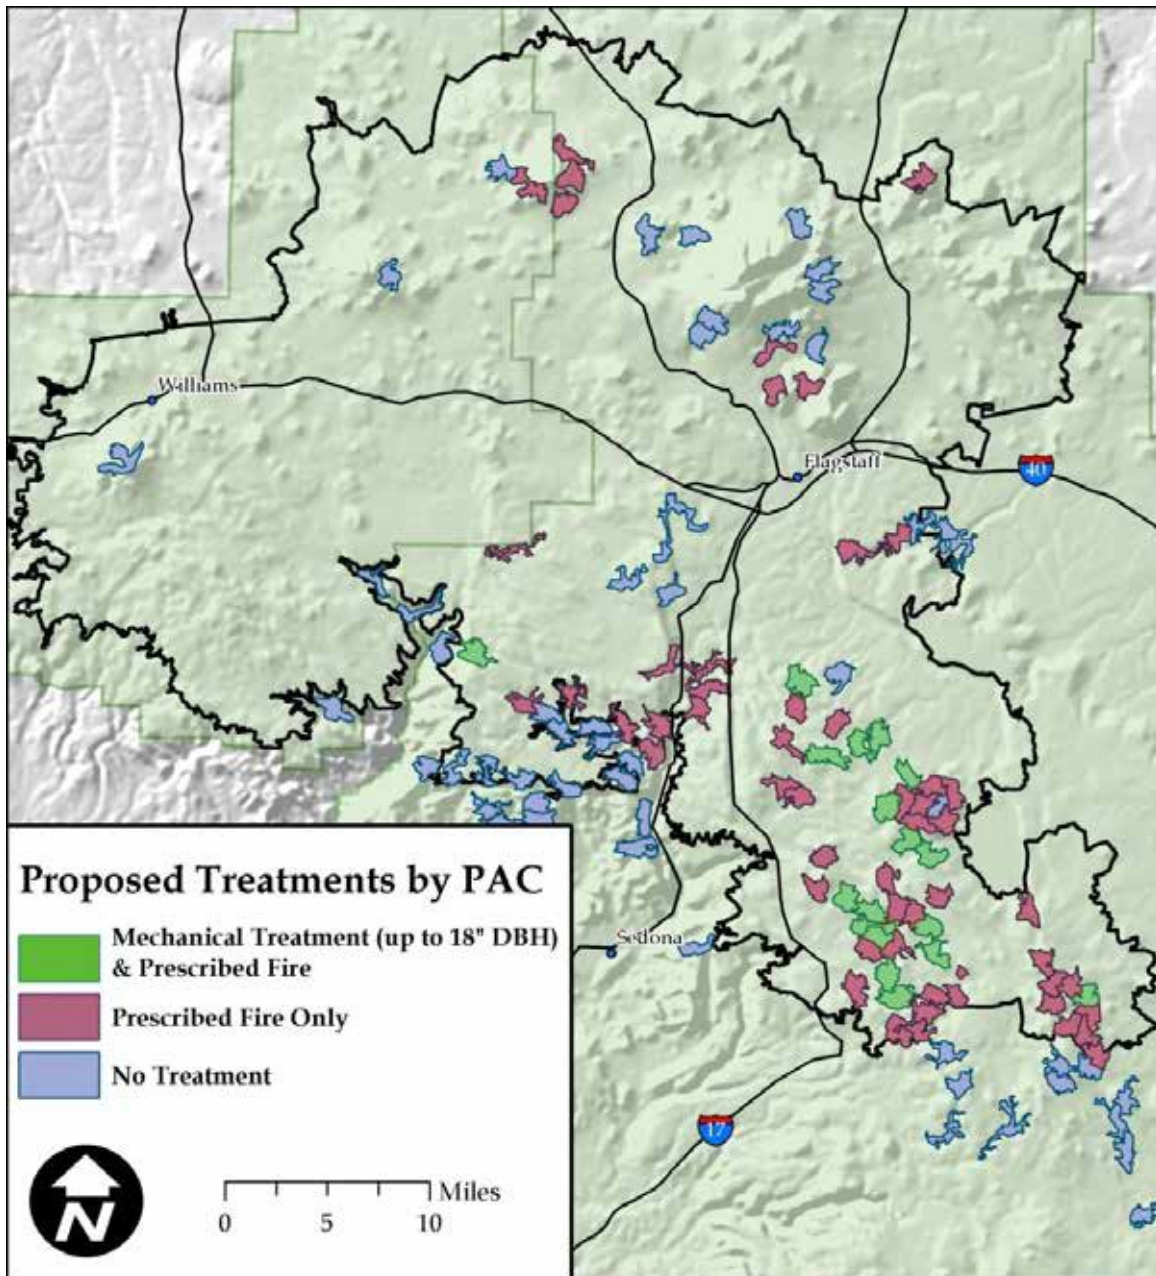 Williams
Flagstaff
40
Sedona
17
Proposed Treatments by PAC
Mechanical Treatment (up to 18" DBH)
& Prescribed Fire
Prescribed Fire Only
No Treatment
N
Miles
0 5 10